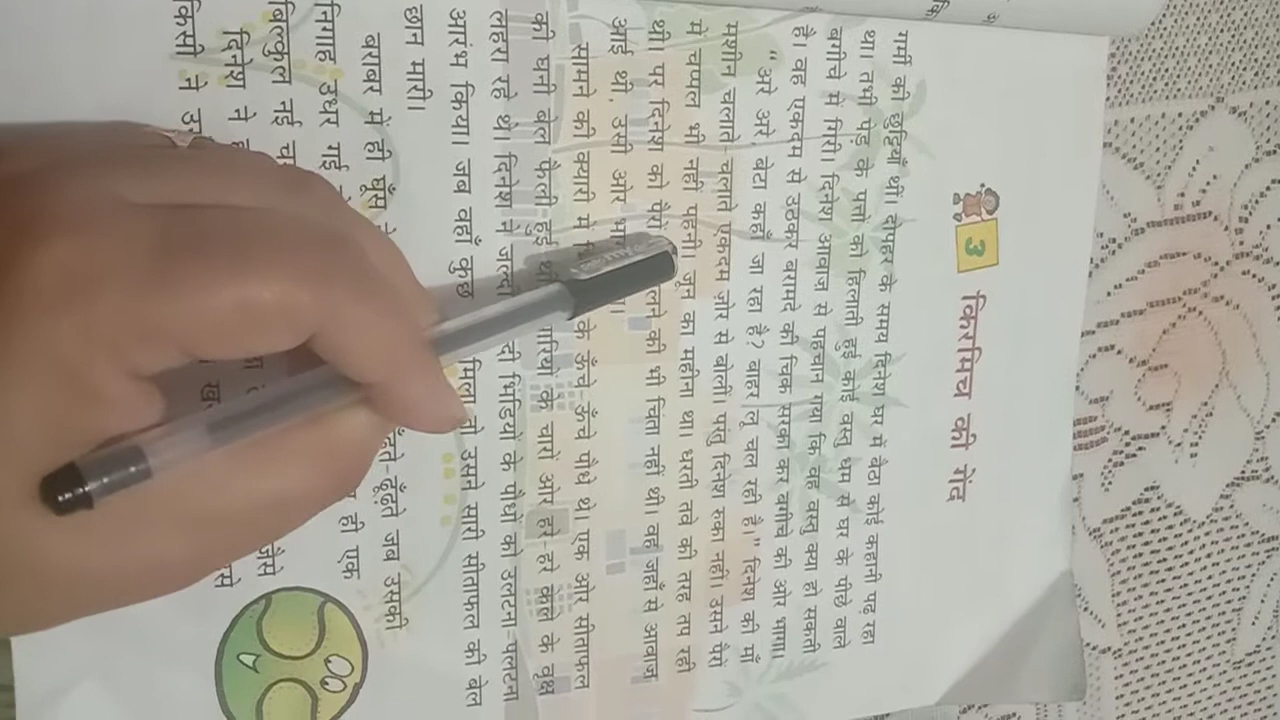 3
किरमिच की गेंद
गर्मी की छुट्टियाँ थीं। दोपहर के समय दिनेश घर में बैठा कोई कहानी पढ़ रहा
था। तभी पेड़ के पत्तों को हिलाती हुई कोई वस्तु धम से घर के पीछे वाले
बगीचे में गिरी। दिनेश आवाज़ से पहचान गया कि वह वस्तु क्या हो सकती
है। वह एकदम से उठकर बरामदे की चिक सरका कर बगीचे की ओर भागा।
“अरे अरे, बेटा कहाँ जा रहा है? बाहर लू चल रही है।” दिनेश की माँ
मशीन चलाते-चलाते एकदम ज़ोर से बोलीं। परंतु दिनेश रुका नहीं। उसने पैरों
में चप्पल भी नहीं पहनी। जून का महीना था। धरती तवे की तरह तप रही
थी। पर दिनेश को पैरों लने की भी चिंता नहीं थी। वह जहाँ से आवाज़
आई थी, उसी ओर
सामने की क्यारी में के ऊँचे-ऊँचे पौधे थे। एक ओर सीताफल
की घनी बेल फैली हुई थी के चारों ओर हरे-हरे केले के वृक्ष
लहरा रहे थे। दिनेश ने जल्दी दी भिंडियों के पौधों को उलटना-पलटना
आरंभ किया। जब वहाँ कुछ मिला तो उसने सारी सीताफल की बेल
छान मारी।
बराबर में ही घूँस ढूँढ़ते-ढूँढ़ते जब उसकी
निगाह उधर गई ही एक
बिल्कुल नई जैसे
दिनेश ने
किसी ने